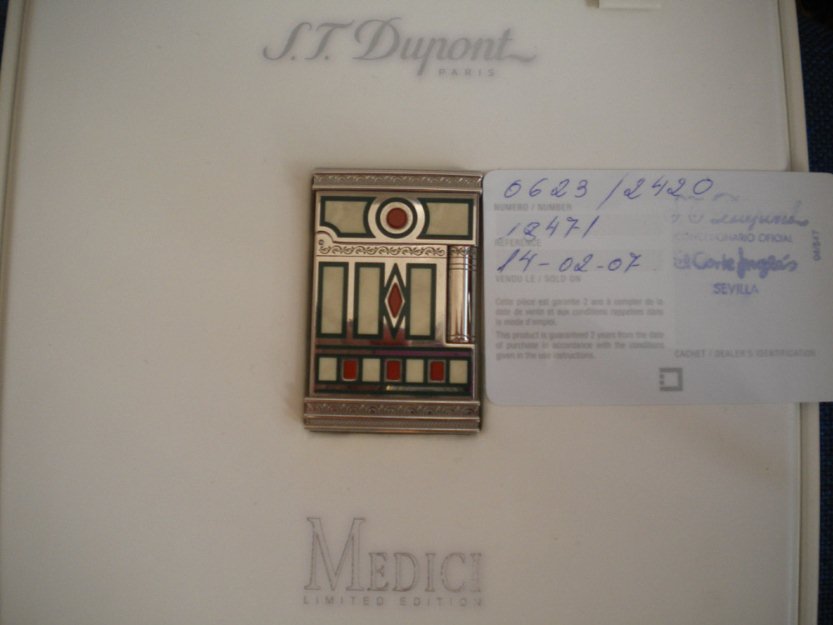 S.T. Dupont
PARIS
0623 / 2420
NUMERO / NUMBER
18471
REFERENCE
14-02-07
VENDU LE / SOLD ON
Cette pièce est garantie 2 ans à compter de la
date de vente et aux conditions rappelées dans
le mode d'emploi.
This product is guaranteed 2 years from the date
of purchase in accordance with the conditions
given in the use instructions.
S.T. Dupont
CONCESIONARIO OFICIAL
El Corte Inglés
SEVILLA
CACHET / DEALER'S IDENTIFICATION
MEDICI
LIMITED EDITION